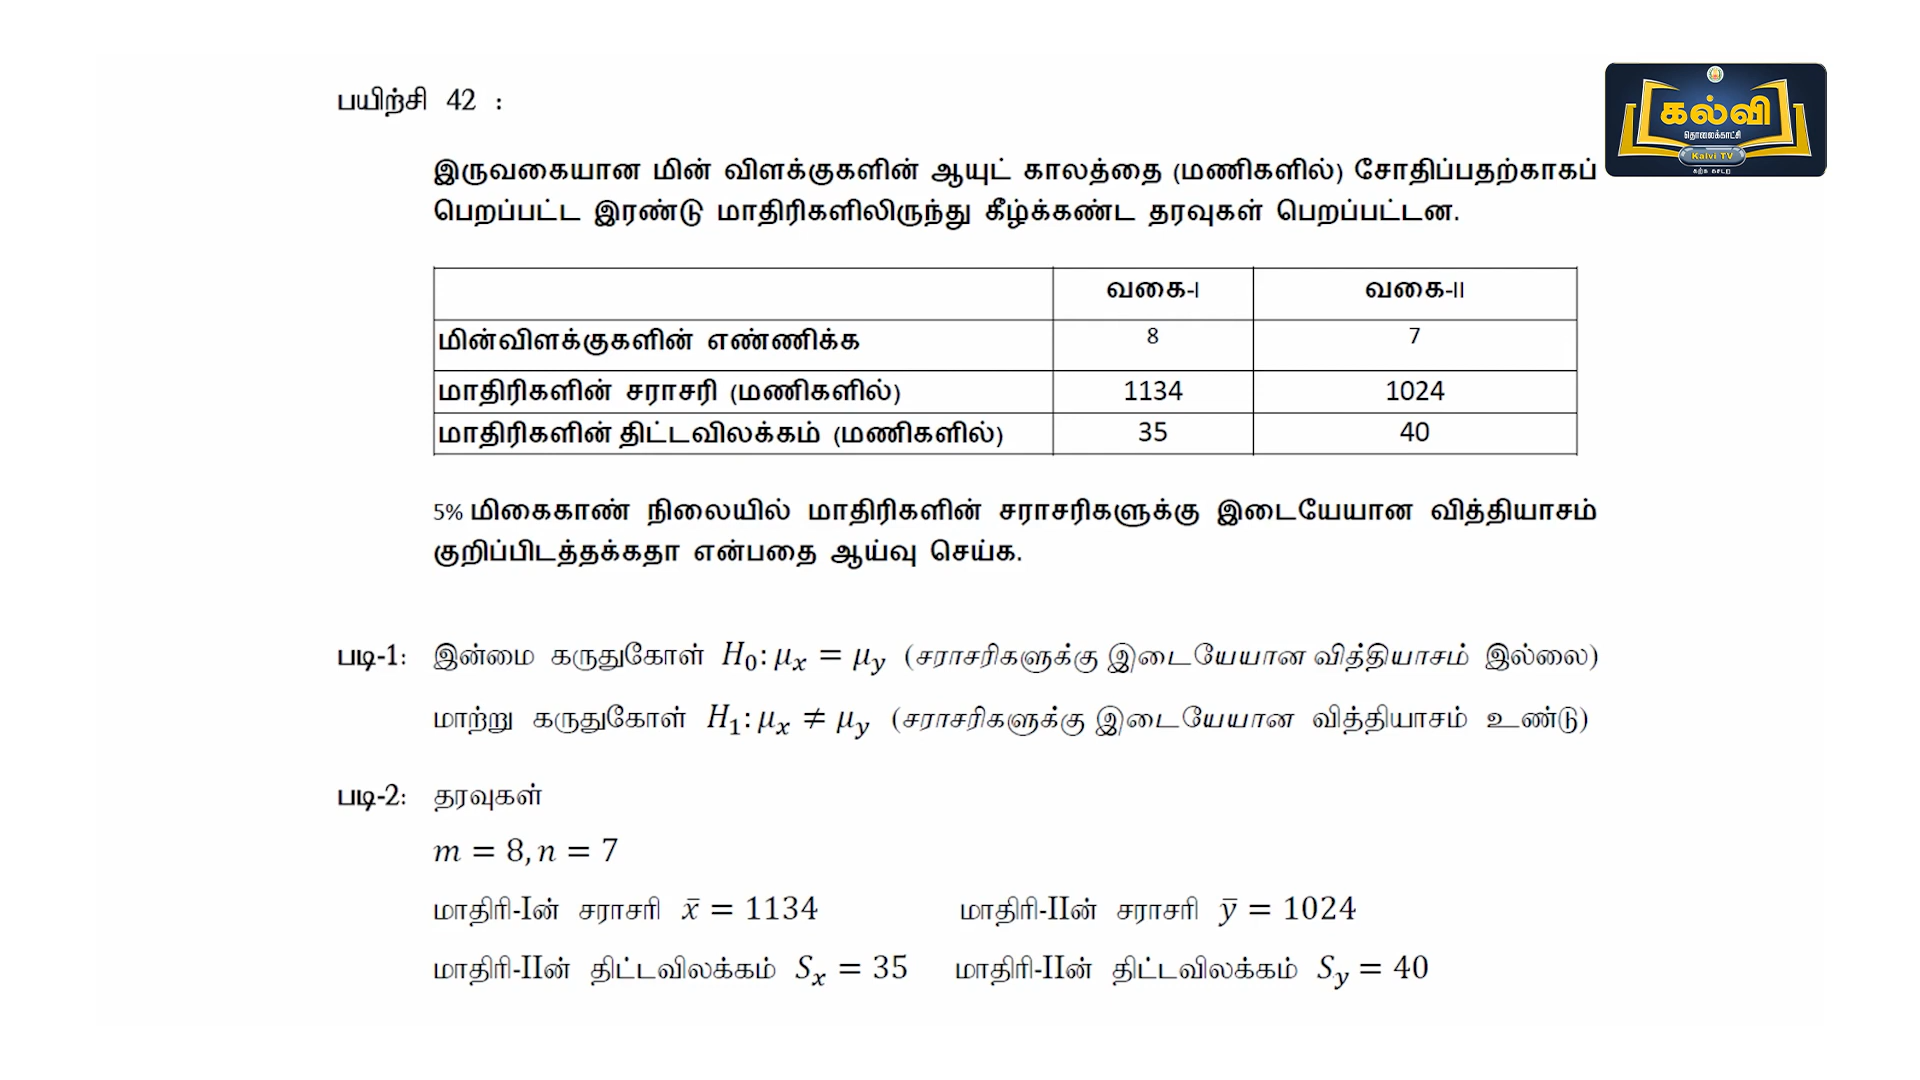 பயிற்சி 42 :
கல்வி
தொலைக்காட்சி
Kalvi TV
கற்க கசடற
இருவகையான மின் விளக்குகளின் ஆயுட் காலத்தை (மணிகளில்) சோதிப்பதற்காகப்
பெறப்பட்ட இரண்டு மாதிரிகளிலிருந்து கீழ்க்கண்ட தரவுகள் பெறப்பட்டன.
வகை-I வகை-II
மின்விளக்குகளின் எண்ணிக்க 8 7
மாதிரிகளின் சராசரி (மணிகளில்) 1134 1024
மாதிரிகளின் திட்டவிலக்கம் (மணிகளில்) 35 40
5% மிகைகாண் நிலையில் மாதிரிகளின் சராசரிகளுக்கு இடையேயான வித்தியாசம்
குறிப்பிடத்தக்கதா என்பதை ஆய்வு செய்க.
படி-1: இன்மை கருதுகோள் H₀: μₓ = μᵧ (சராசரிகளுக்கு இடையேயான வித்தியாசம் இல்லை)
மாற்று கருதுகோள் H₁: μₓ ≠ μᵧ (சராசரிகளுக்கு இடையேயான வித்தியாசம் உண்டு)
படி-2: தரவுகள்
m = 8, n = 7
மாதிரி-Iன் சராசரி x̄ = 1134 மாதிரி-IIன் சராசரி ȳ = 1024
மாதிரி-IIன் திட்டவிலக்கம் Sₓ = 35 மாதிரி-IIன் திட்டவிலக்கம் Sᵧ = 40